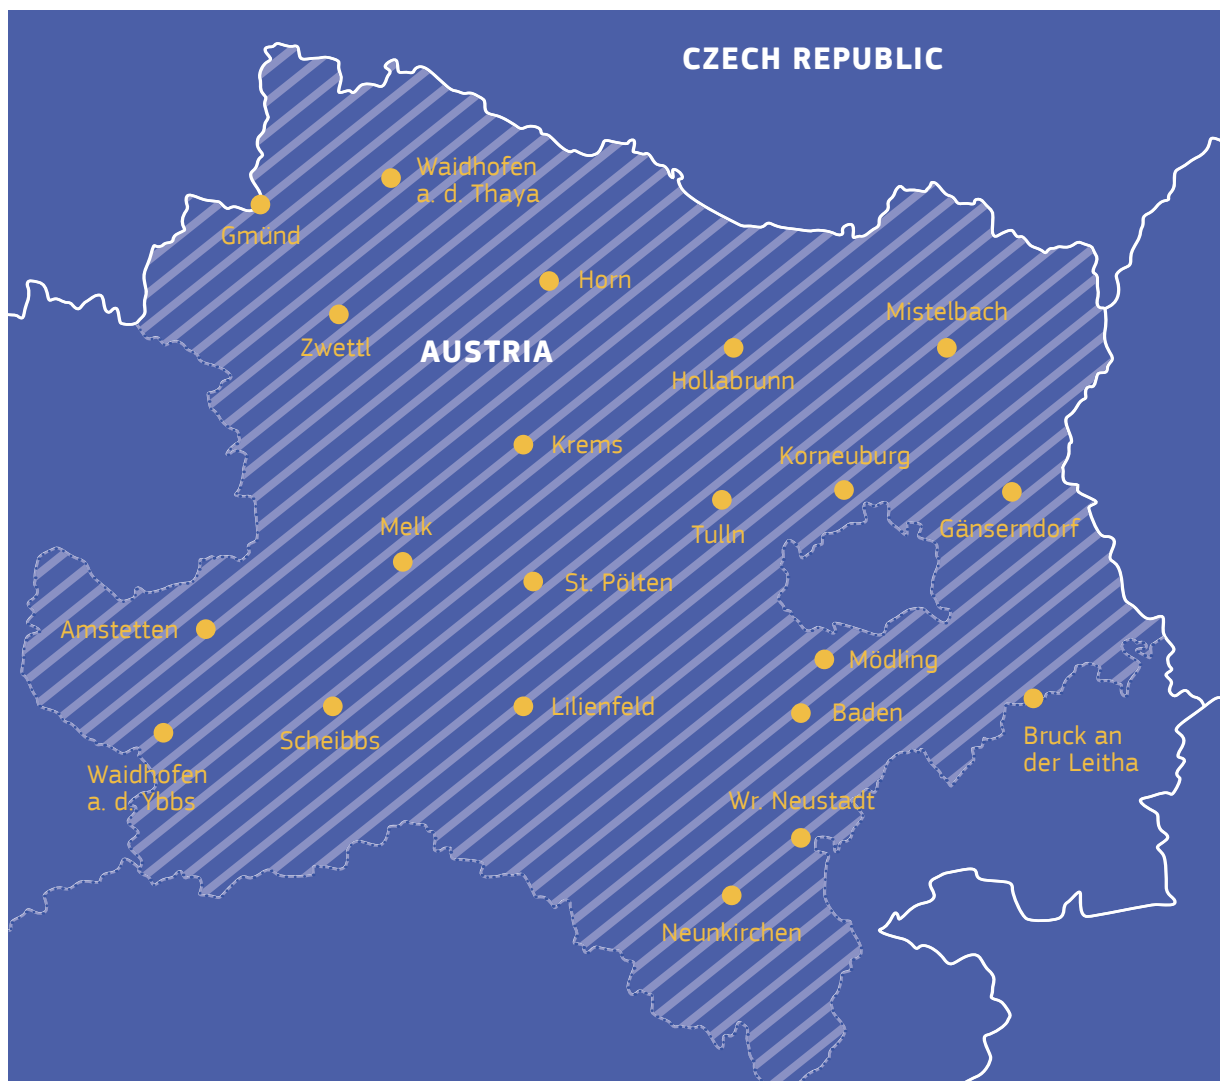 CZECH REPUBLIC
Waidhofen
a. d. Thaya
Gmünd
Horn
Mistelbach
Zwettl
AUSTRIA
Hollabrunn
Krems
Korneuburg
Melk
Tulln
Gänserndorf
St. Pölten
Amstetten
Mödling
Lilienfeld
Baden
Scheibbs
Bruck an
der Leitha
Waidhofen
a. d. Ybbs
Wr. Neustadt
Neunkirchen